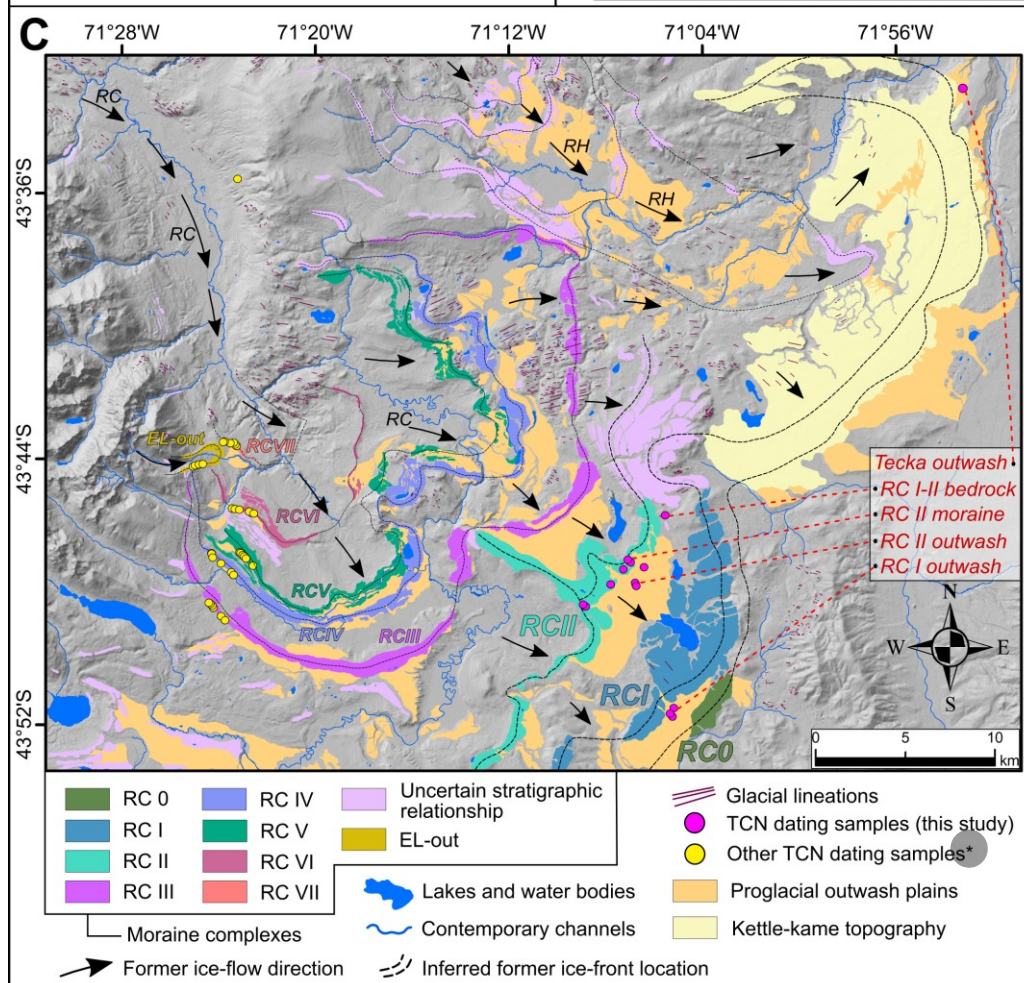 C
71°28'W 71°20'W 71°12'W 71°04'W 71°56'W
43°36'S
43°44'S
43°52'S
RC
RC
RH
RH
RC
EL-out
RCVII
RCVI
RCV
RCIV
RCIII
RCII
RCI
RC0
Tecka outwash
RC I-II bedrock
RC II moraine
RC II outwash
RC I outwash
N
W E
S
0 5 10
km
RC 0
RC I
RC II
RC III
RC IV
RC V
RC VI
RC VII
Uncertain stratigraphic
relationship
EL-out
Moraine complexes
Lakes and water bodies
Contemporary channels
Former ice-flow direction
Inferred former ice-front location
Glacial lineations
TCN dating samples (this study)
Other TCN dating samples*
Proglacial outwash plains
Kettle-kame topography